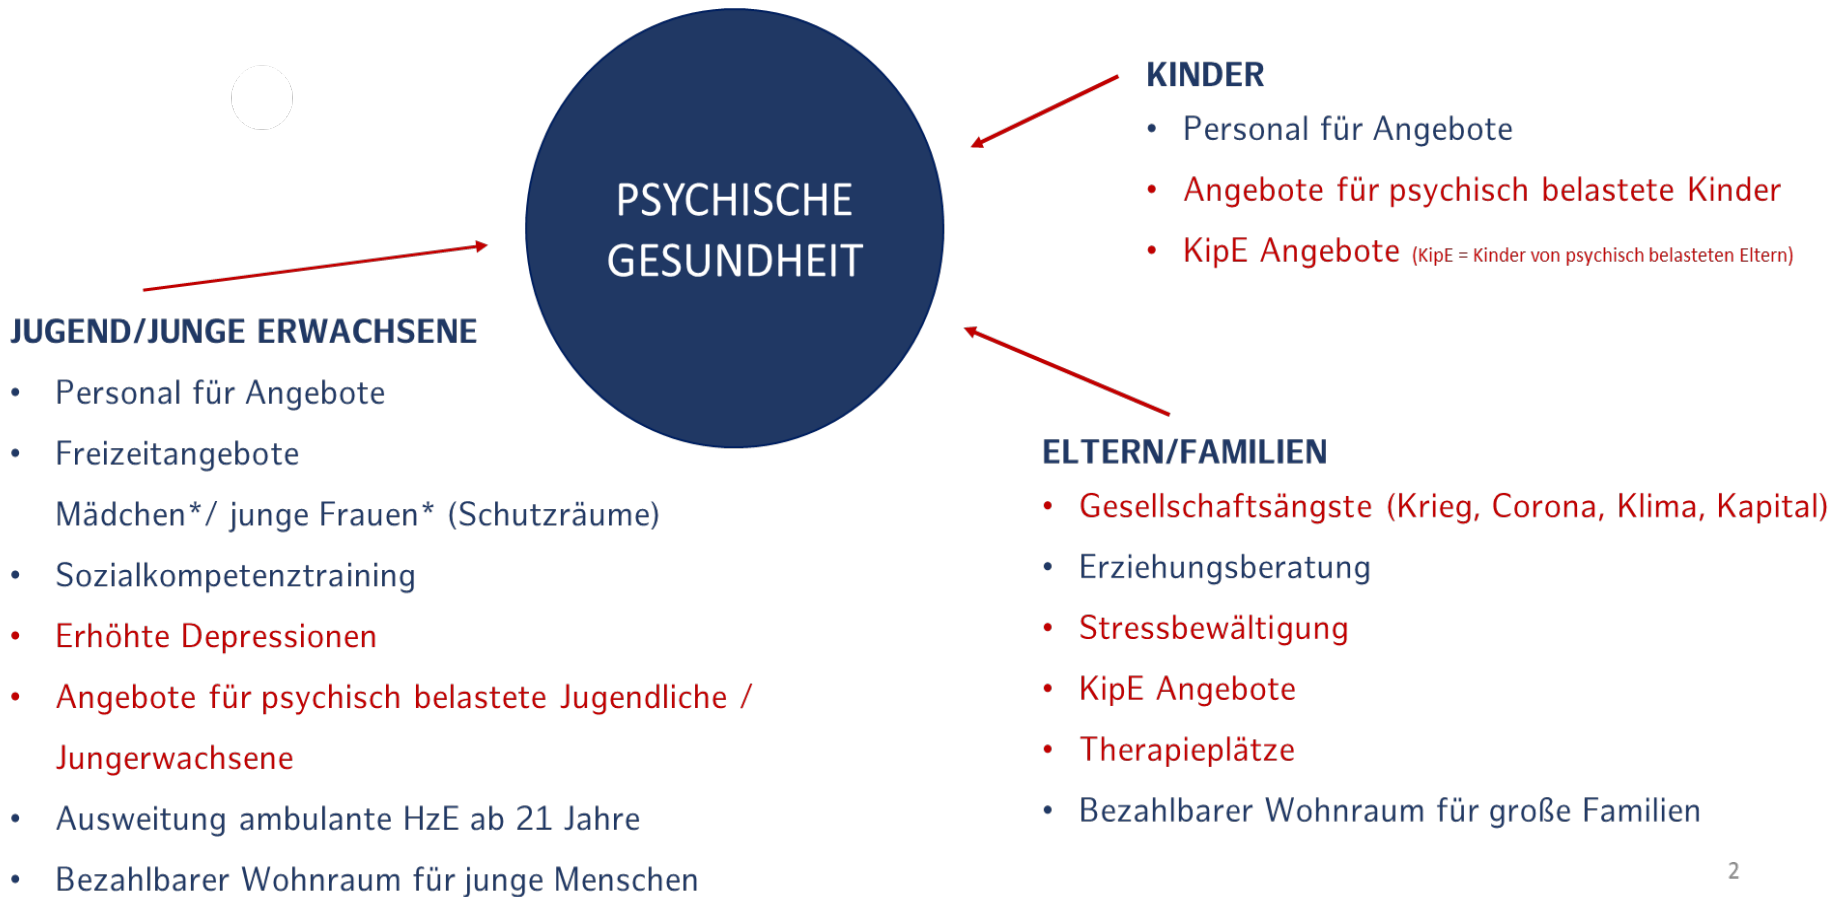 PSYCHISCHE
GESUNDHEIT
KINDER
• Personal für Angebote
• Angebote für psychisch belastete Kinder
• KipE Angebote (KipE = Kinder von psychisch belasteten Eltern)
JUGEND/JUNGE ERWACHSENE
• Personal für Angebote
• Freizeitangebote
Mädchen*/ junge Frauen* (Schutzräume)
• Sozialkompetenztraining
• Erhöhte Depressionen
• Angebote für psychisch belastete Jugendliche /
Jungerwachsene
• Ausweitung ambulante HzE ab 21 Jahre
• Bezahlbarer Wohnraum für junge Menschen
ELTERN/FAMILIEN
• Gesellschaftsängste (Krieg, Corona, Klima, Kapital)
• Erziehungsberatung
• Stressbewältigung
• KipE Angebote
• Therapieplätze
• Bezahlbarer Wohnraum für große Familien
2